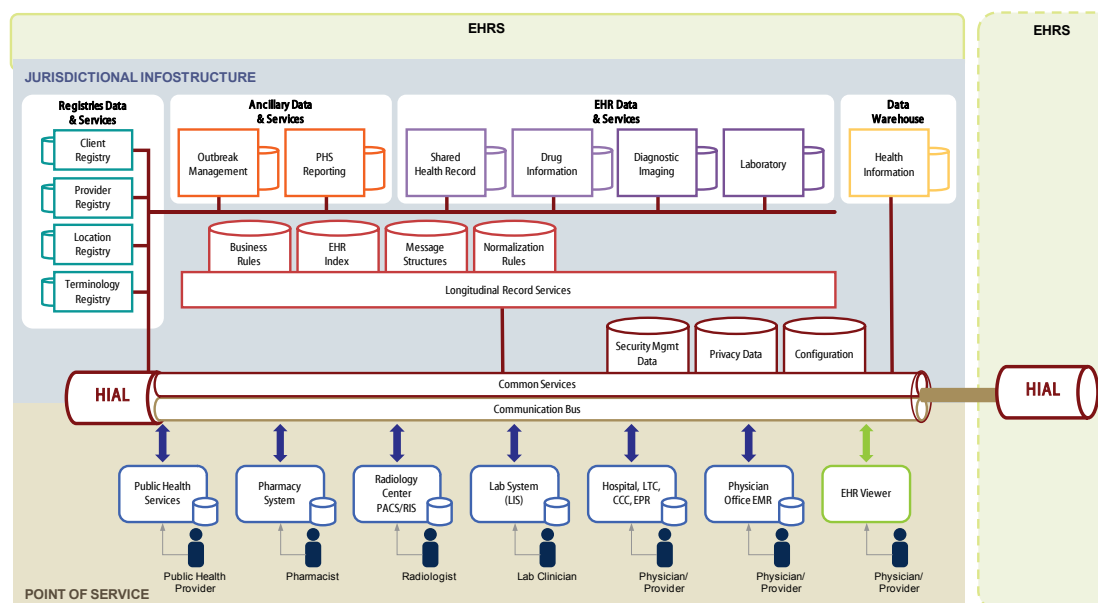 EHRS
EHRS
JURISDICTIONAL INFOSTRUCTURE
Registries Data
& Services
Ancillary Data
& Services
EHR Data
& Services
Data
Warehouse
Client
Registry
Provider
Registry
Location
Registry
Terminology
Registry
Outbreak
Management
PHS
Reporting
Shared
Health Record
Drug
Information
Diagnostic
Imaging
Laboratory
Health
Information
Business
Rules
EHR
Index
Message
Structures
Normalization
Rules
Longitudinal Record Services
Security Mgmt
Data
Privacy Data
Configuration
HIAL
Common Services
Communication Bus
HIAL
Public Health
Services
Pharmacy
System
Radiology
Center
PACS/RIS
Lab System
(LIS)
Hospital, LTC,
CCC, EPR
Physician
Office EMR
EHR Viewer
Public Health
Provider
Pharmacist
Radiologist
Lab Clinician
Physician/
Provider
Physician/
Provider
Physician/
Provider
POINT OF SERVICE